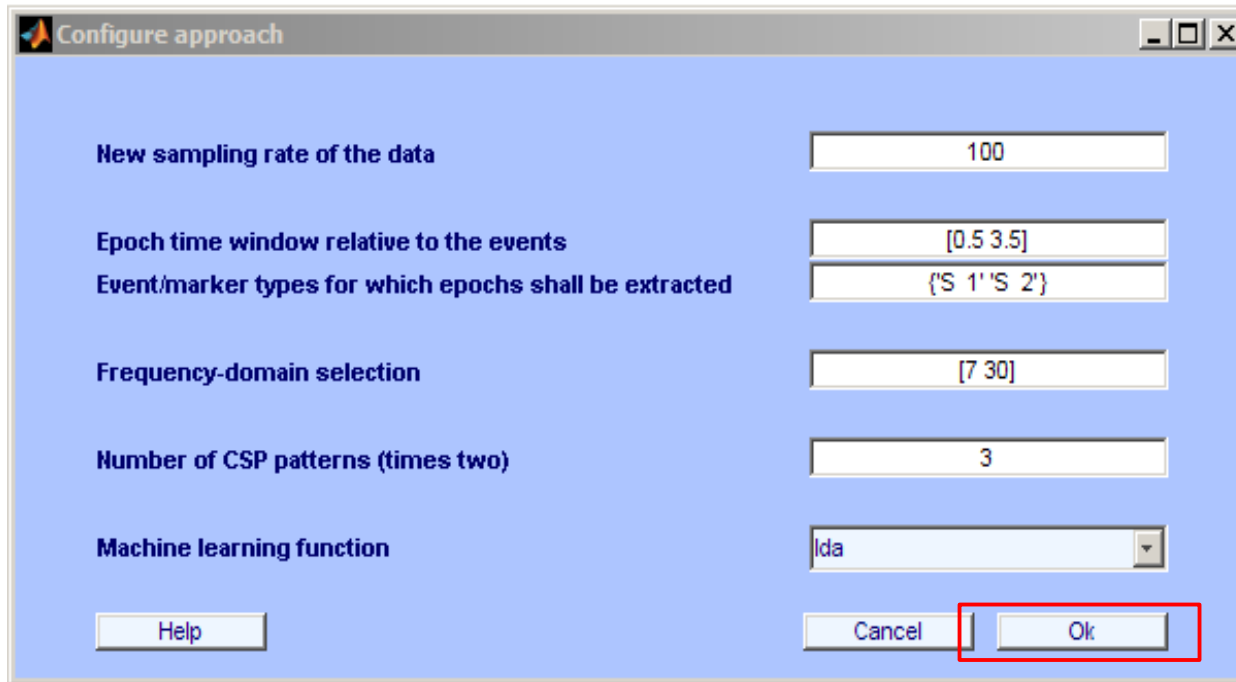 Configure approach
New sampling rate of the data 100
Epoch time window relative to the events [0.5 3.5]
Event/marker types for which epochs shall be extracted {'S  1' 'S  2'}
Frequency-domain selection [7 30]
Number of CSP patterns (times two) 3
Machine learning function lda
Help Cancel Ok